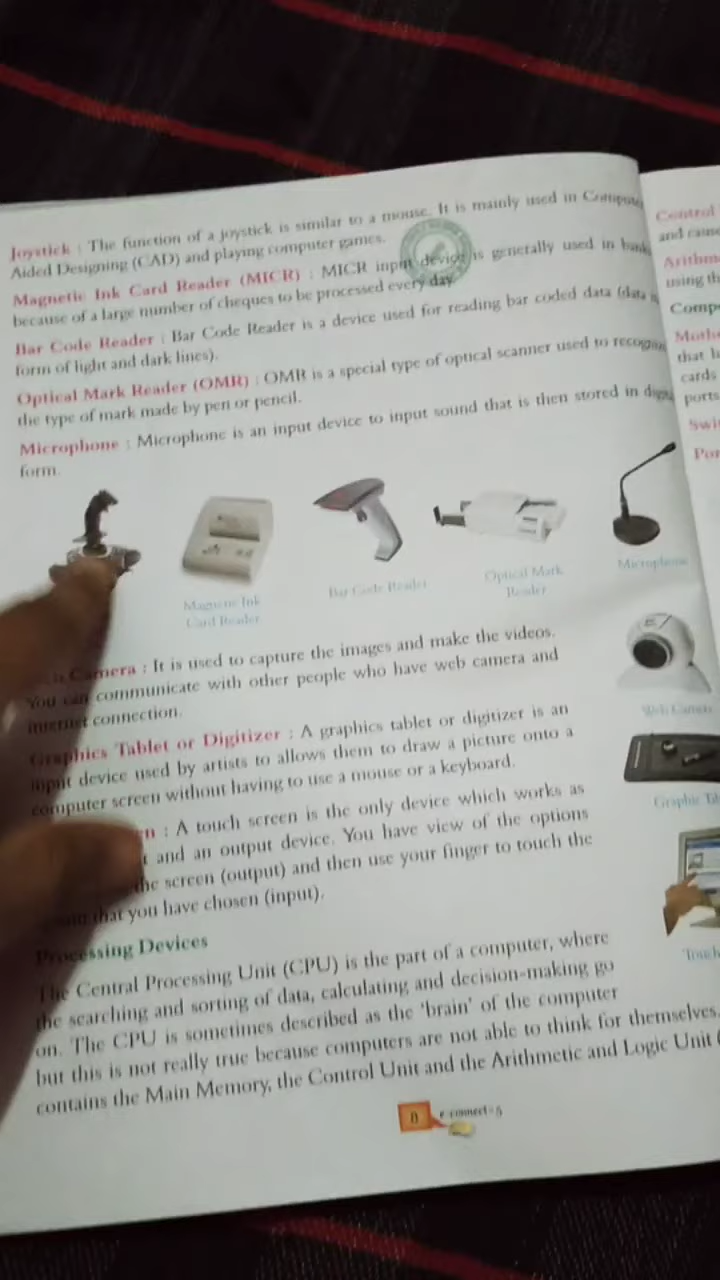 Joystick : The function of a joystick is similar to a mouse. It is mainly used in Compute
Aided Designing (CAD) and playing computer games.
Magnetic Ink Card Reader (MICR) : MICR input device is generally used in bank
because of a large number of cheques to be processed every day.
Bar Code Reader : Bar Code Reader is a device used for reading bar coded data (data
form of light and dark lines).
Optical Mark Reader (OMR) : OMR is a special type of optical scanner used to
the type of mark made by pen or pencil.
Microphone : Microphone is an input device to input sound that is then stored in
form.
Magnetic Ink
Card Reader
Bar Code Reader
Optical Mark
Reader
Microphone
Camera : It is used to capture the images and make the videos.
You can communicate with other people who have web camera and
internet connection.
Web Camera
Graphics Tablet or Digitizer : A graphics tablet or digitizer is an
input device used by artists to allows them to draw a picture onto a
computer screen without having to use a mouse or a keyboard.
Graphic
: A touch screen is the only device which works as
and an output device. You have view of the options
the screen (output) and then use your finger to touch the
that you have chosen (input).
Touch
Processing Devices
The Central Processing Unit (CPU) is the part of a computer, where
the searching and sorting of data, calculating and decision-making go
on. The CPU is sometimes described as the 'brain' of the computer
but this is not really true because computers are not able to think for themselves.
contains the Main Memory, the Control Unit and the Arithmetic and Logic Unit (
8 e-connect-5
Control
and
using
that
cards
ports